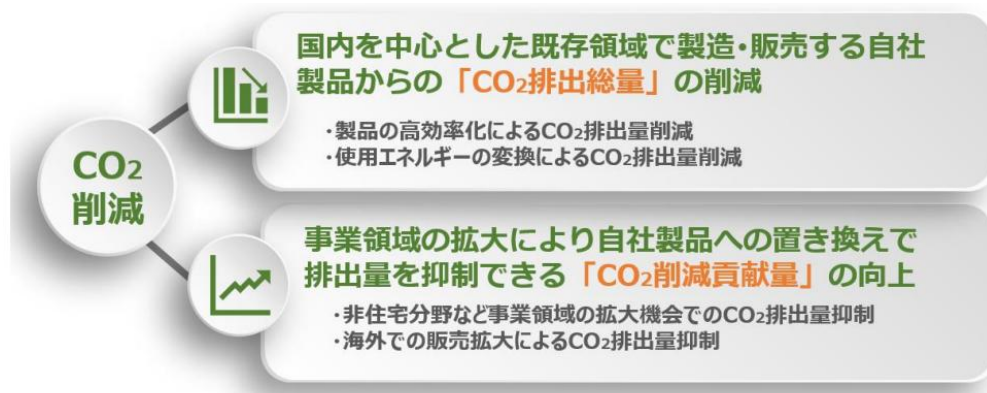 CO₂
削減
国内を中心とした既存領域で製造・販売する自社
製品からの「CO₂排出総量」の削減
・製品の高効率化によるCO₂排出量削減
・使用エネルギーの変換によるCO₂排出量削減
事業領域の拡大により自社製品への置き換えで
排出量を抑制できる「CO₂削減貢献量」の向上
・非住宅分野など事業領域の拡大機会でのCO₂排出量抑制
・海外での販売拡大によるCO₂排出量抑制